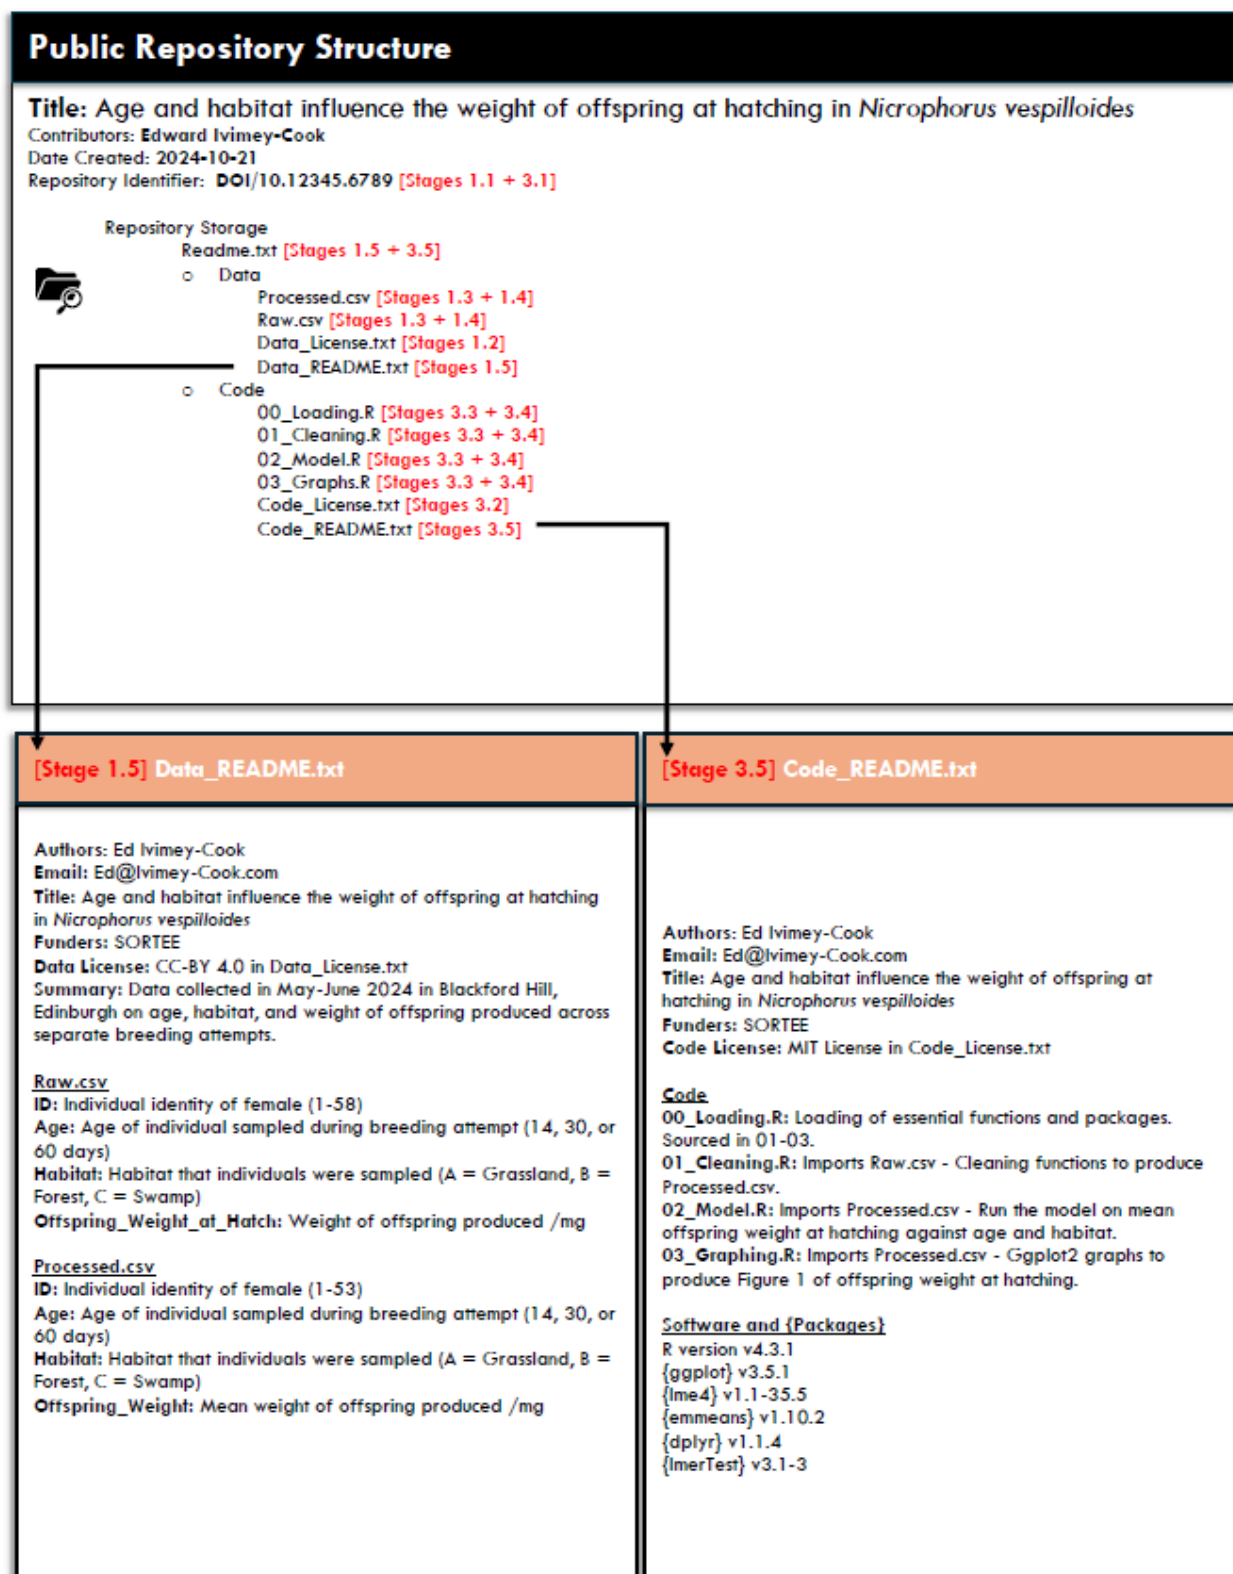 Public Repository Structure
Title: Age and habitat influence the weight of offspring at hatching in Nicrophorus vespilloides
Contributors: Edward Ivimey-Cook
Date Created: 2024-10-21
Repository Identifier: DOI/10.12345.6789 [Stages 1.1 + 3.1]
Repository Storage
Readme.txt [Stages 1.5 + 3.5]
o Data
Processed.csv [Stages 1.3 + 1.4]
Raw.csv [Stages 1.3 + 1.4]
Data_License.txt [Stages 1.2]
Data_README.txt [Stages 1.5]
o Code
00_Loading.R [Stages 3.3 + 3.4]
01_Cleaning.R [Stages 3.3 + 3.4]
02_Model.R [Stages 3.3 + 3.4]
03_Graphs.R [Stages 3.3 + 3.4]
Code_License.txt [Stages 3.2]
Code_README.txt [Stages 3.5]
[Stage 1.5] Data_README.txt
Authors: Ed Ivimey-Cook
Email: Ed@Ivimey-Cook.com
Title: Age and habitat influence the weight of offspring at hatching
in Nicrophorus vespilloides
Funders: SORTEE
Data License: CC-BY 4.0 in Data_License.txt
Summary: Data collected in May-June 2024 in Blackford Hill,
Edinburgh on age, habitat, and weight of offspring produced across
separate breeding attempts.
Raw.csv
ID: Individual identity of female (1-58)
Age: Age of individual sampled during breeding attempt (14, 30, or
60 days)
Habitat: Habitat that individuals were sampled (A = Grassland, B =
Forest, C = Swamp)
Offspring_Weight_at_Hatch: Weight of offspring produced /mg
Processed.csv
ID: Individual identity of female (1-53)
Age: Age of individual sampled during breeding attempt (14, 30, or
60 days)
Habitat: Habitat that individuals were sampled (A = Grassland, B =
Forest, C = Swamp)
Offspring_Weight: Mean weight of offspring produced /mg
[Stage 3.5] Code_README.txt
Authors: Ed Ivimey-Cook
Email: Ed@Ivimey-Cook.com
Title: Age and habitat influence the weight of offspring at
hatching in Nicrophorus vespilloides
Funders: SORTEE
Code License: MIT License in Code_License.txt
Code
00_Loading.R: Loading of essential functions and packages.
Sourced in 01-03.
01_Cleaning.R: Imports Raw.csv - Cleaning functions to produce
Processed.csv.
02_Model.R: Imports Processed.csv - Run the model on mean
offspring weight at hatching against age and habitat.
03_Graphing.R: Imports Processed.csv - Ggplot2 graphs to
produce Figure 1 of offspring weight at hatching.
Software and {Packages}
R version v4.3.1
{ggplot} v3.5.1
{lme4} v1.1-35.5
{emmeans} v1.10.2
{dplyr} v1.1.4
{lmerTest} v3.1-3